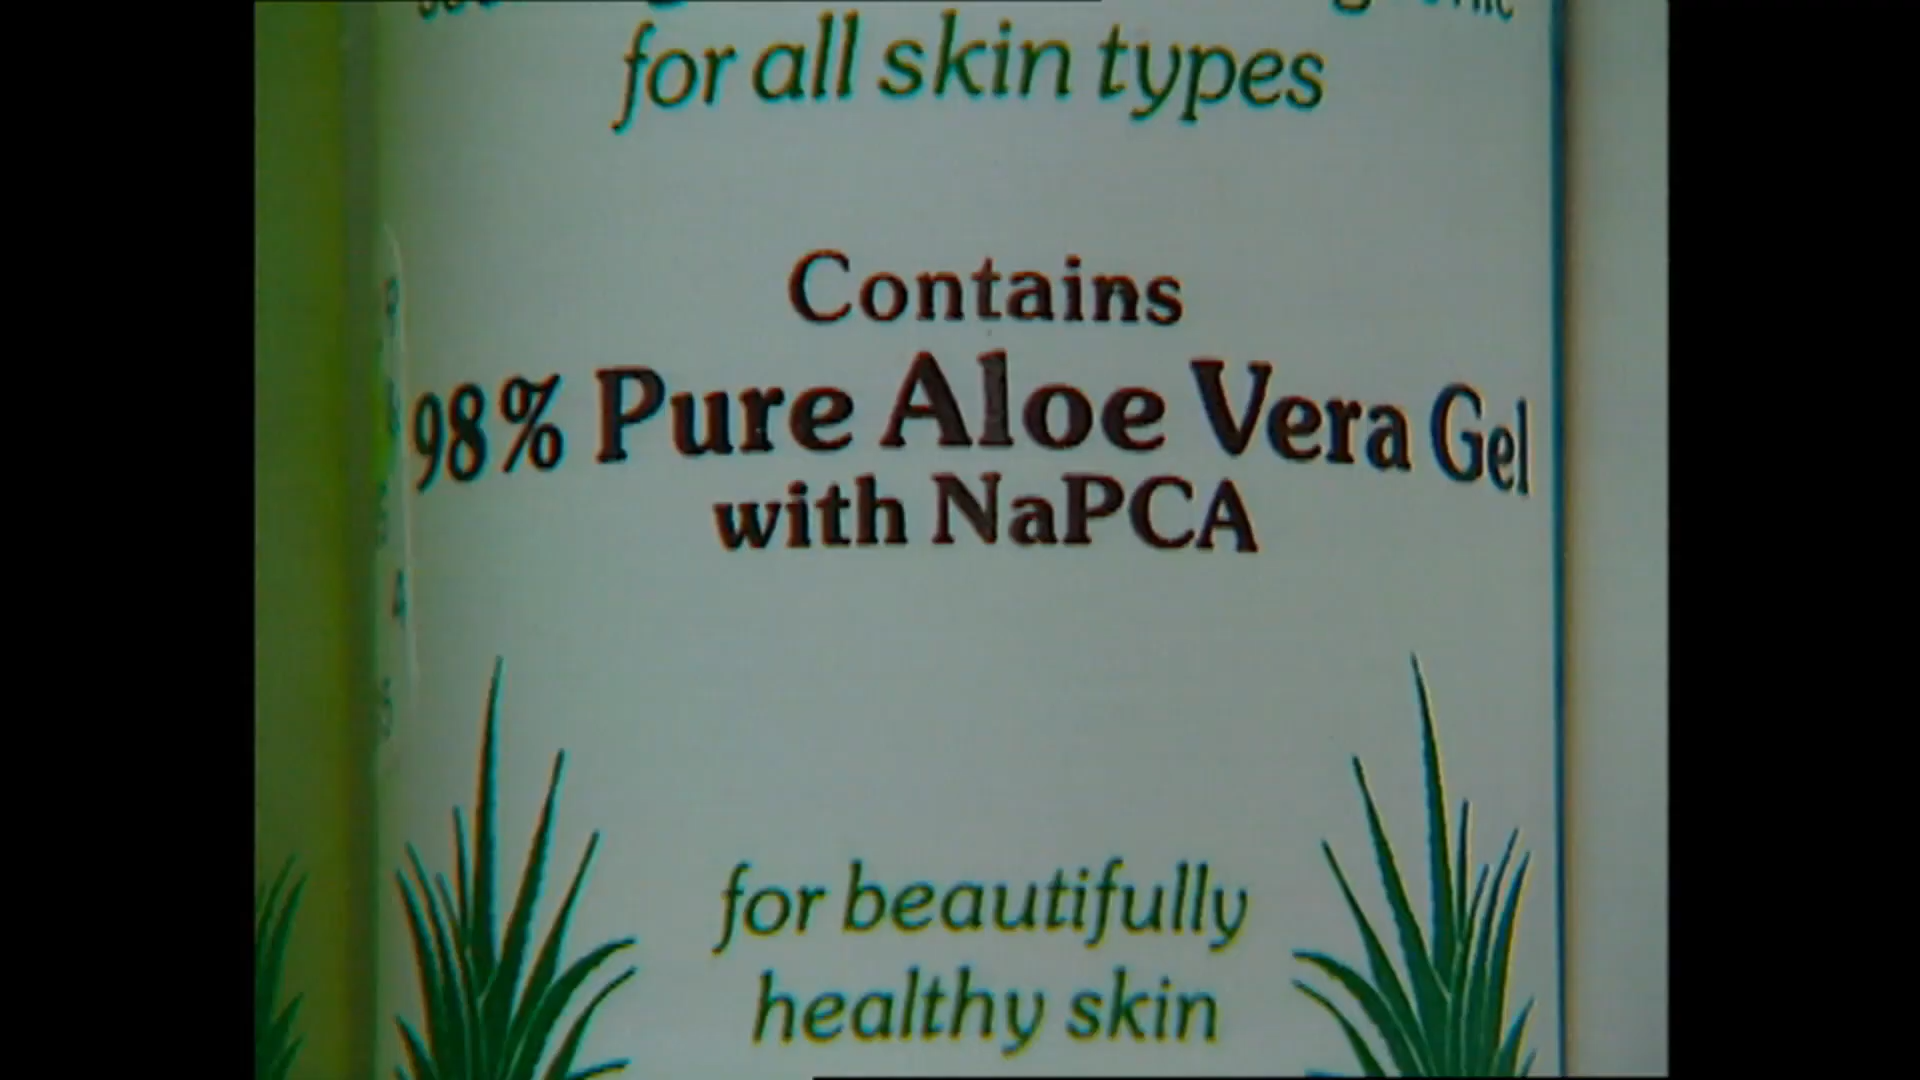 for all skin types
Contains
98% Pure Aloe Vera Gel
with NaPCA
for beautifully
healthy skin